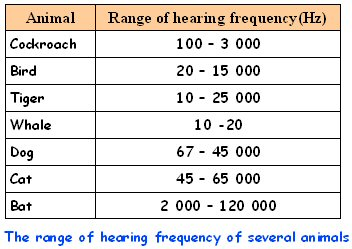 Animal Range of hearing frequency(Hz)
Cockroach 100 – 3 000
Bird 20 – 15 000
Tiger 10 – 25 000
Whale 10 -20
Dog 67 – 45 000
Cat 45 – 65 000
Bat 2 000 – 120 000
The range of hearing frequency of several animals